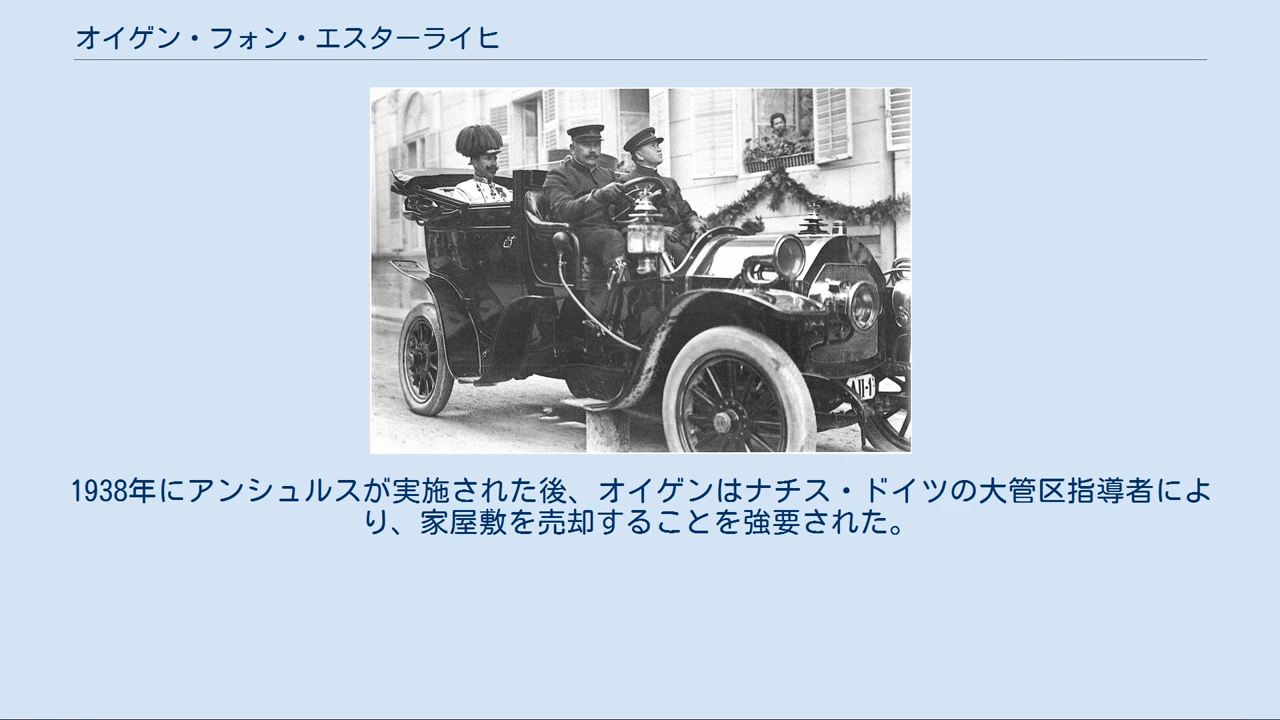 オイゲン・フォン・エスターライヒ
A II-1
1938年にアンシュルスが実施された後、オイゲンはナチス・ドイツの大管区指導者によ
り、家屋敷を売却することを強要された。